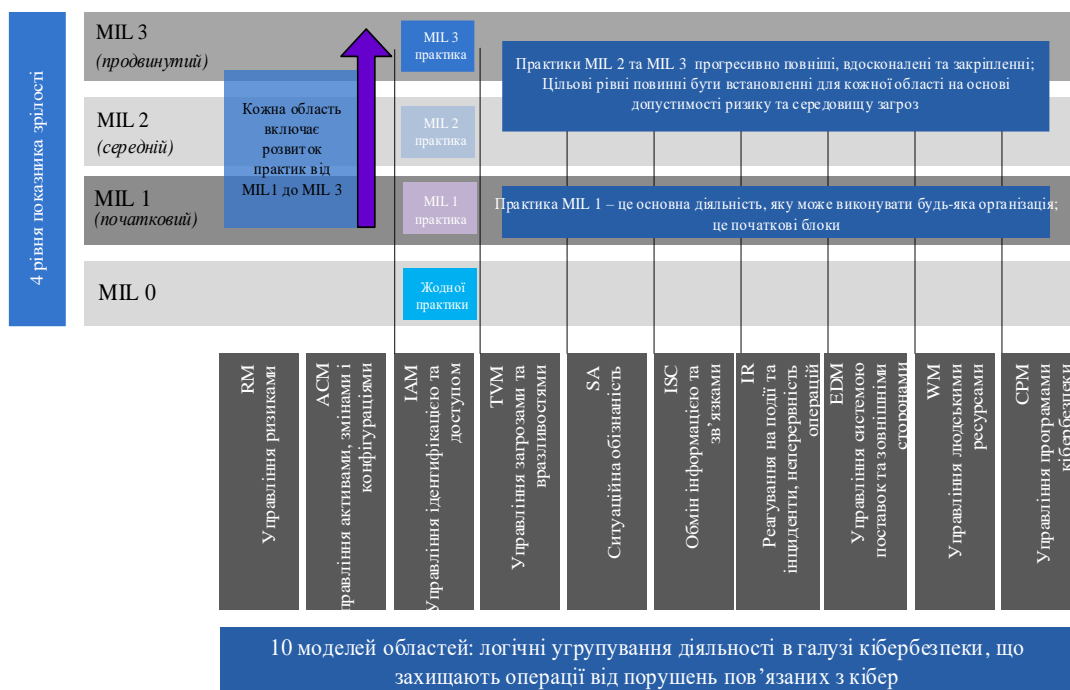 4 рівня показника зрілості
MIL 3
(продвинутий)
MIL 2
(середній)
MIL 1
(початковий)
MIL 0
Кожна область
включає
розвиток
практик від
MIL1 до MIL 3
MIL 3
практика
MIL 2
практика
MIL 1
практика
Жодної
практики
Практики MIL 2 та MIL 3 прогресивно повніші, вдосконалені та закріпленні;
Цільові рівні повинні бути встановленні для кожної області на основі
допустимості ризику та середовищу загроз
Практика MIL 1 – це основна діяльність, яку може виконувати будь-яка організація;
це початкові блоки
RM
Управління ризиками
ACM
правління активами, змінами і
конфігураціями
IAM
Управління ідентифікацією та
доступом
TVM
Управління загрозами та
вразливостями
SA
Ситуаційна обізнаність
ISC
Обмін інформацією та
зв’язками
IR
Реагування на події та
інциденти, неперервність
операцій
EDM
Управління системою
поставок та зовнішніми
сторонами
WM
Управління людськими
ресурсами
CPM
Управління програмами
кібербезпеки
10 моделей областей: логічні угрупування діяльності в галузі кібербезпеки, що
захищають операції від порушень пов’язаних з кібер